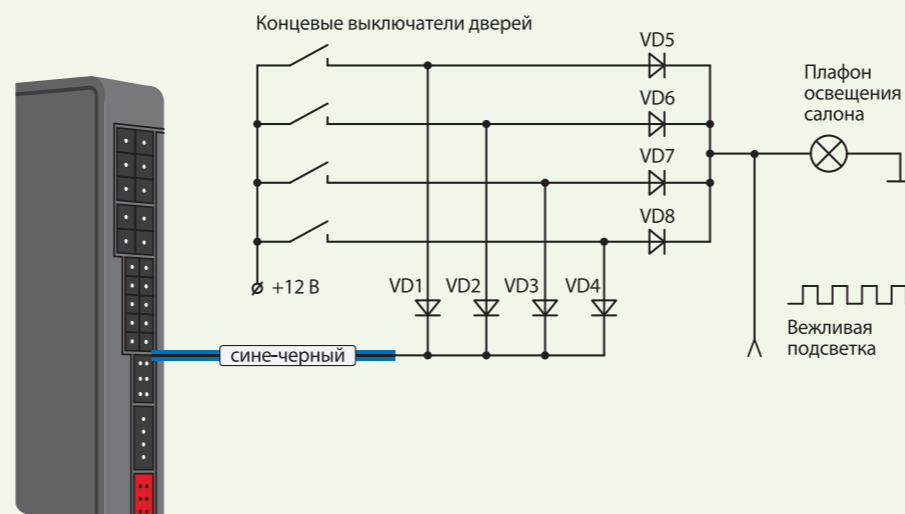 Концевые выключатели дверей
VD5
VD6
VD7
VD8
Плафон
освещения
салона
+12 В
VD1
VD2
VD3
VD4
Вежливая
подсветка
сине-черный